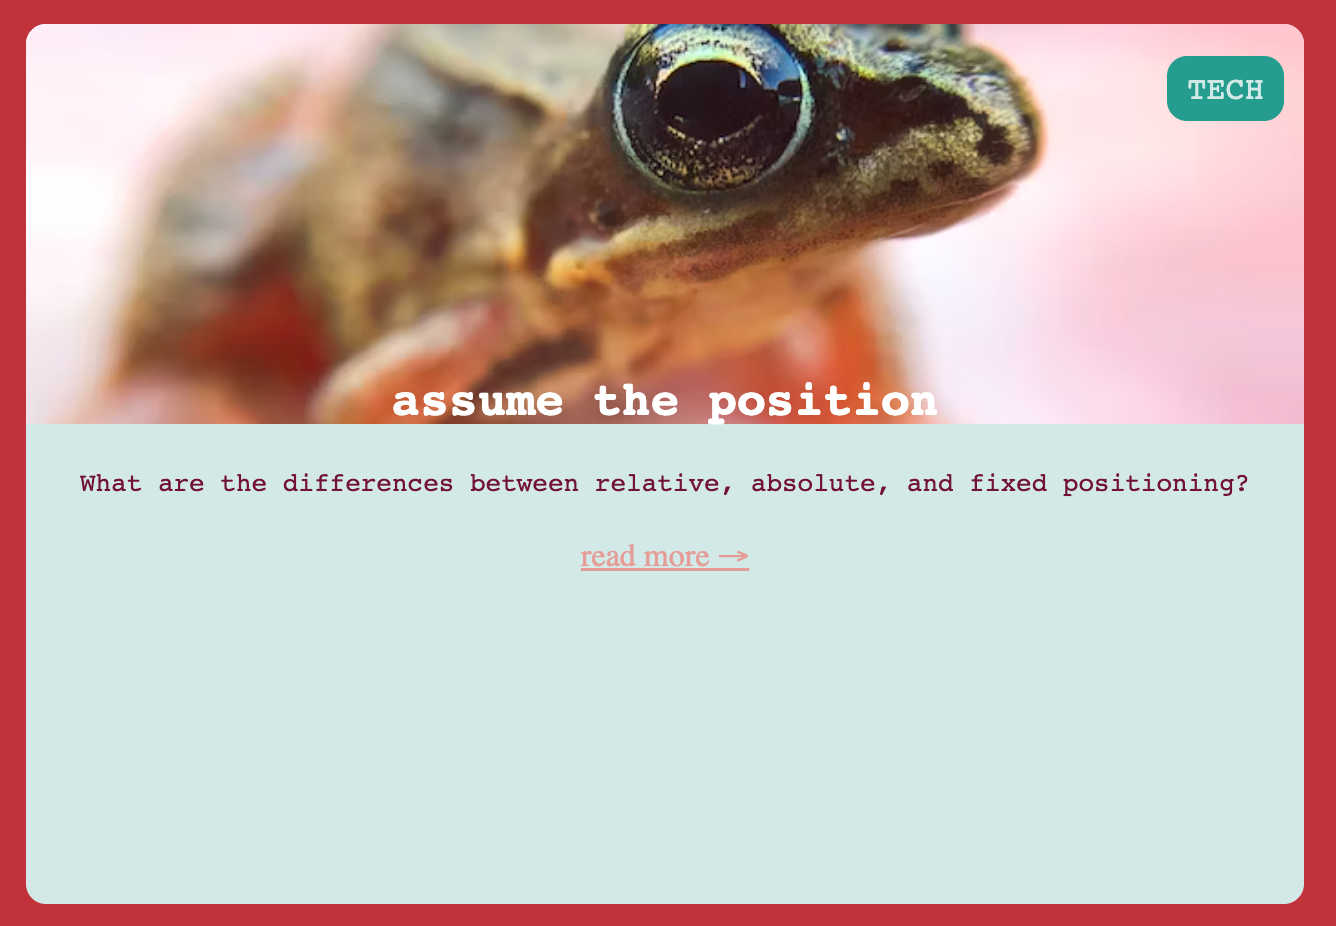 TECH
assume the position
What are the differences between relative, absolute, and fixed positioning?
read more →